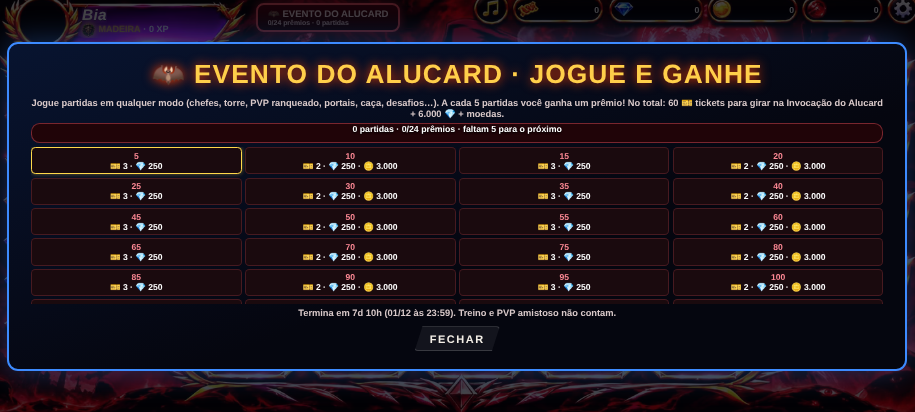 Bia
MADEIRA · 0 XP
EVENTO DO ALUCARD
0/24 prêmios · 0 partidas
0
0
0
0
EVENTO DO ALUCARD · JOGUE E GANHE
Jogue partidas em qualquer modo (chefes, torre, PVP ranqueado, portais, caça, desafios…). A cada 5 partidas você ganha um prêmio! No total: 60 🎫 tickets para girar na Invocação do Alucard
+ 6.000 💎 + moedas.
0 partidas · 0/24 prêmios · faltam 5 para o próximo
5
🎫 3 · 💎 250
10
🎫 2 · 💎 250 · 🪙 3.000
15
🎫 3 · 💎 250
20
🎫 2 · 💎 250 · 🪙 3.000
25
🎫 3 · 💎 250
30
🎫 2 · 💎 250 · 🪙 3.000
35
🎫 3 · 💎 250
40
🎫 2 · 💎 250 · 🪙 3.000
45
🎫 3 · 💎 250
50
🎫 2 · 💎 250 · 🪙 3.000
55
🎫 3 · 💎 250
60
🎫 2 · 💎 250 · 🪙 3.000
65
🎫 3 · 💎 250
70
🎫 2 · 💎 250 · 🪙 3.000
75
🎫 3 · 💎 250
80
🎫 2 · 💎 250 · 🪙 3.000
85
🎫 3 · 💎 250
90
🎫 2 · 💎 250 · 🪙 3.000
95
🎫 3 · 💎 250
100
🎫 2 · 💎 250 · 🪙 3.000
Termina em 7d 10h (01/12 às 23:59). Treino e PVP amistoso não contam.
FECHAR